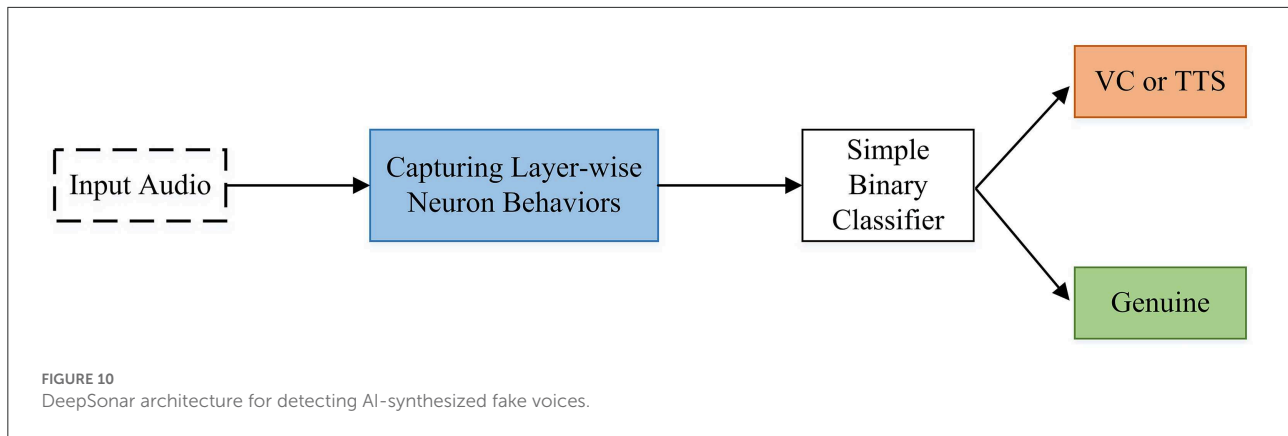 Input Audio
Capturing Layer-wise
Neuron Behaviors
Simple
Binary
Classifier
VC or TTS
Genuine
FIGURE 10
DeepSonar architecture for detecting AI-synthesized fake voices.